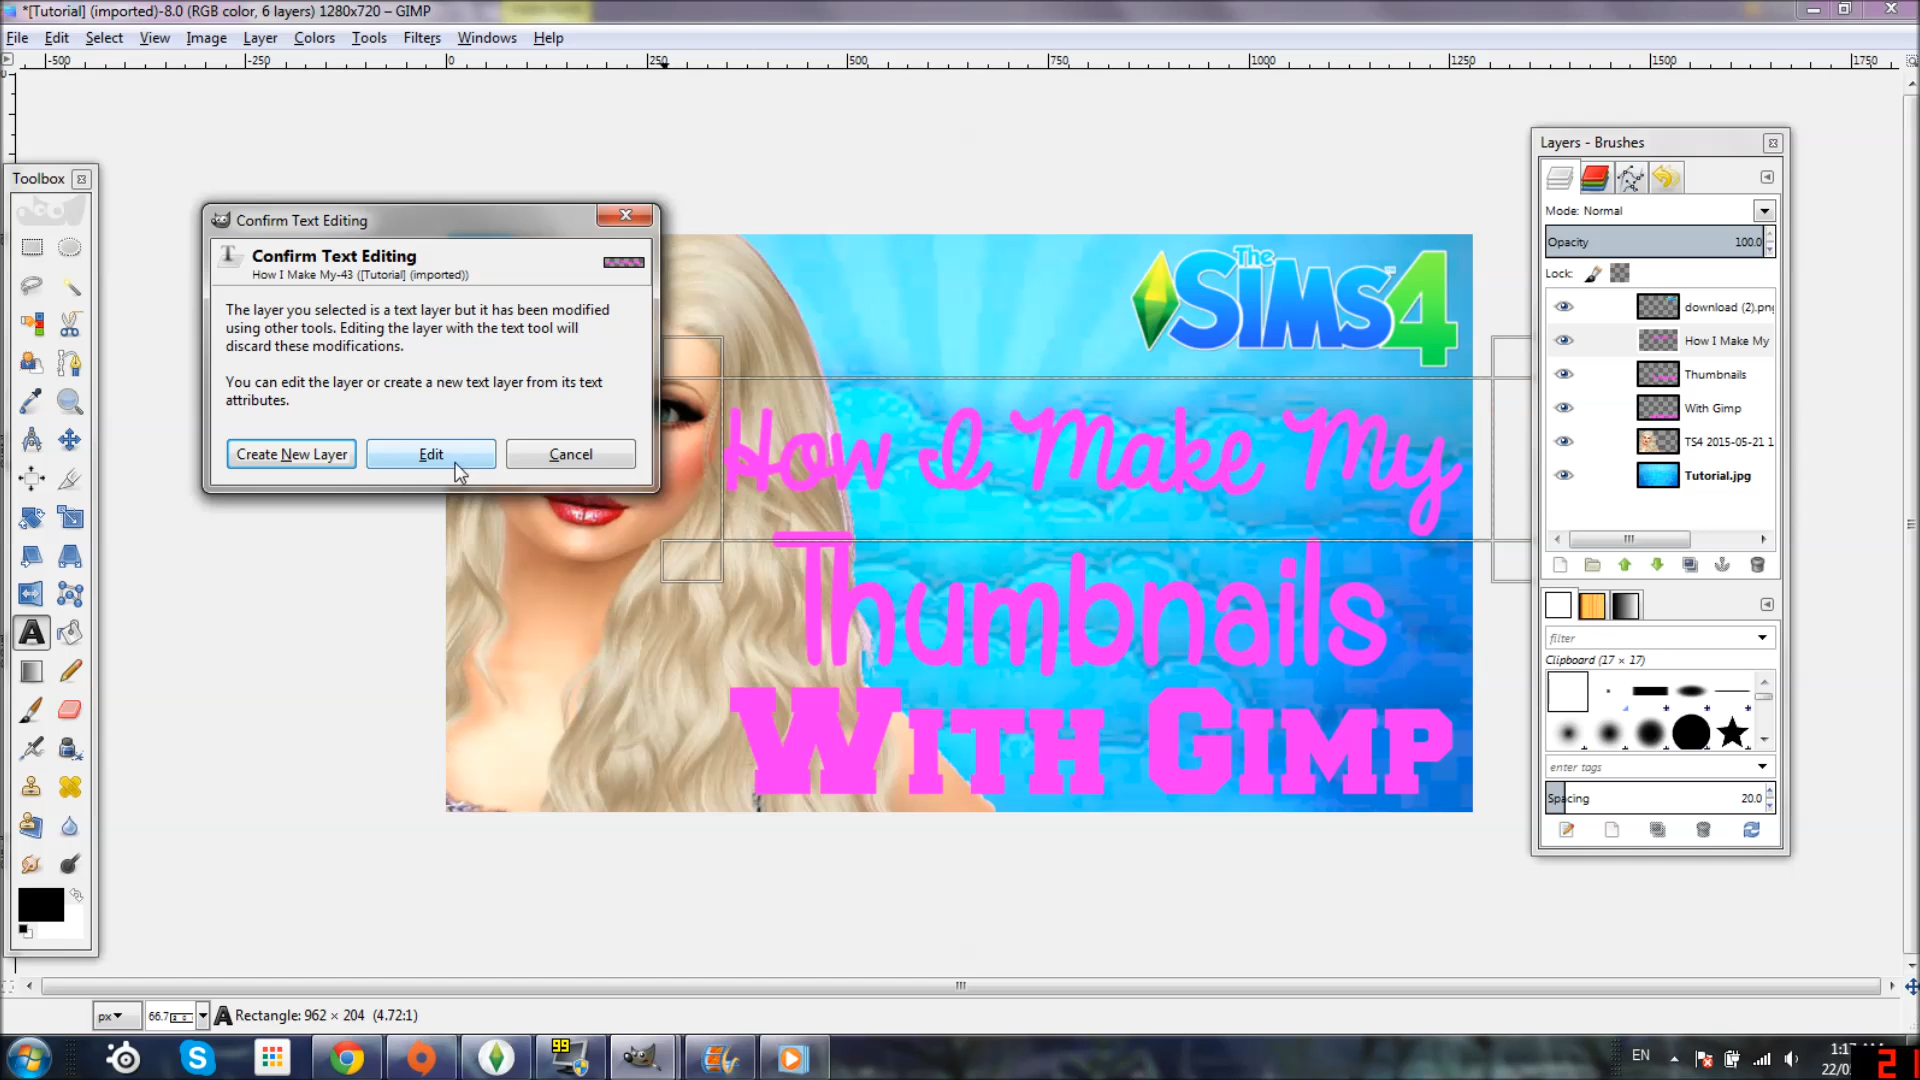 *[Tutorial] (imported)-8.0 (RGB color, 6 layers) 1280x720 – GIMP
File Edit Select View Image Layer Colors Tools Filters Windows Help
-500 -250 0 250 500 750 1000 1250 1500 1750
Toolbox
Confirm Text Editing
Confirm Text Editing
How I Make My-43 ([Tutorial] (imported))
The layer you selected is a text layer but it has been modified
using other tools. Editing the layer with the text tool will
discard these modifications.
You can edit the layer or create a new text layer from its text
attributes.
Create New Layer Edit Cancel
The SIMS 4
How I Make My
Thumbnails
With Gimp
Layers - Brushes
Mode: Normal
Opacity 100.0
Lock:
download (2).png
How I Make My
Thumbnails
With Gimp
TS4 2015-05-21 1
Tutorial.jpg
filter
Clipboard (17 × 17)
enter tags
Spacing 20.0
px 66.7 Rectangle: 962 × 204 (4.72:1)
99
EN